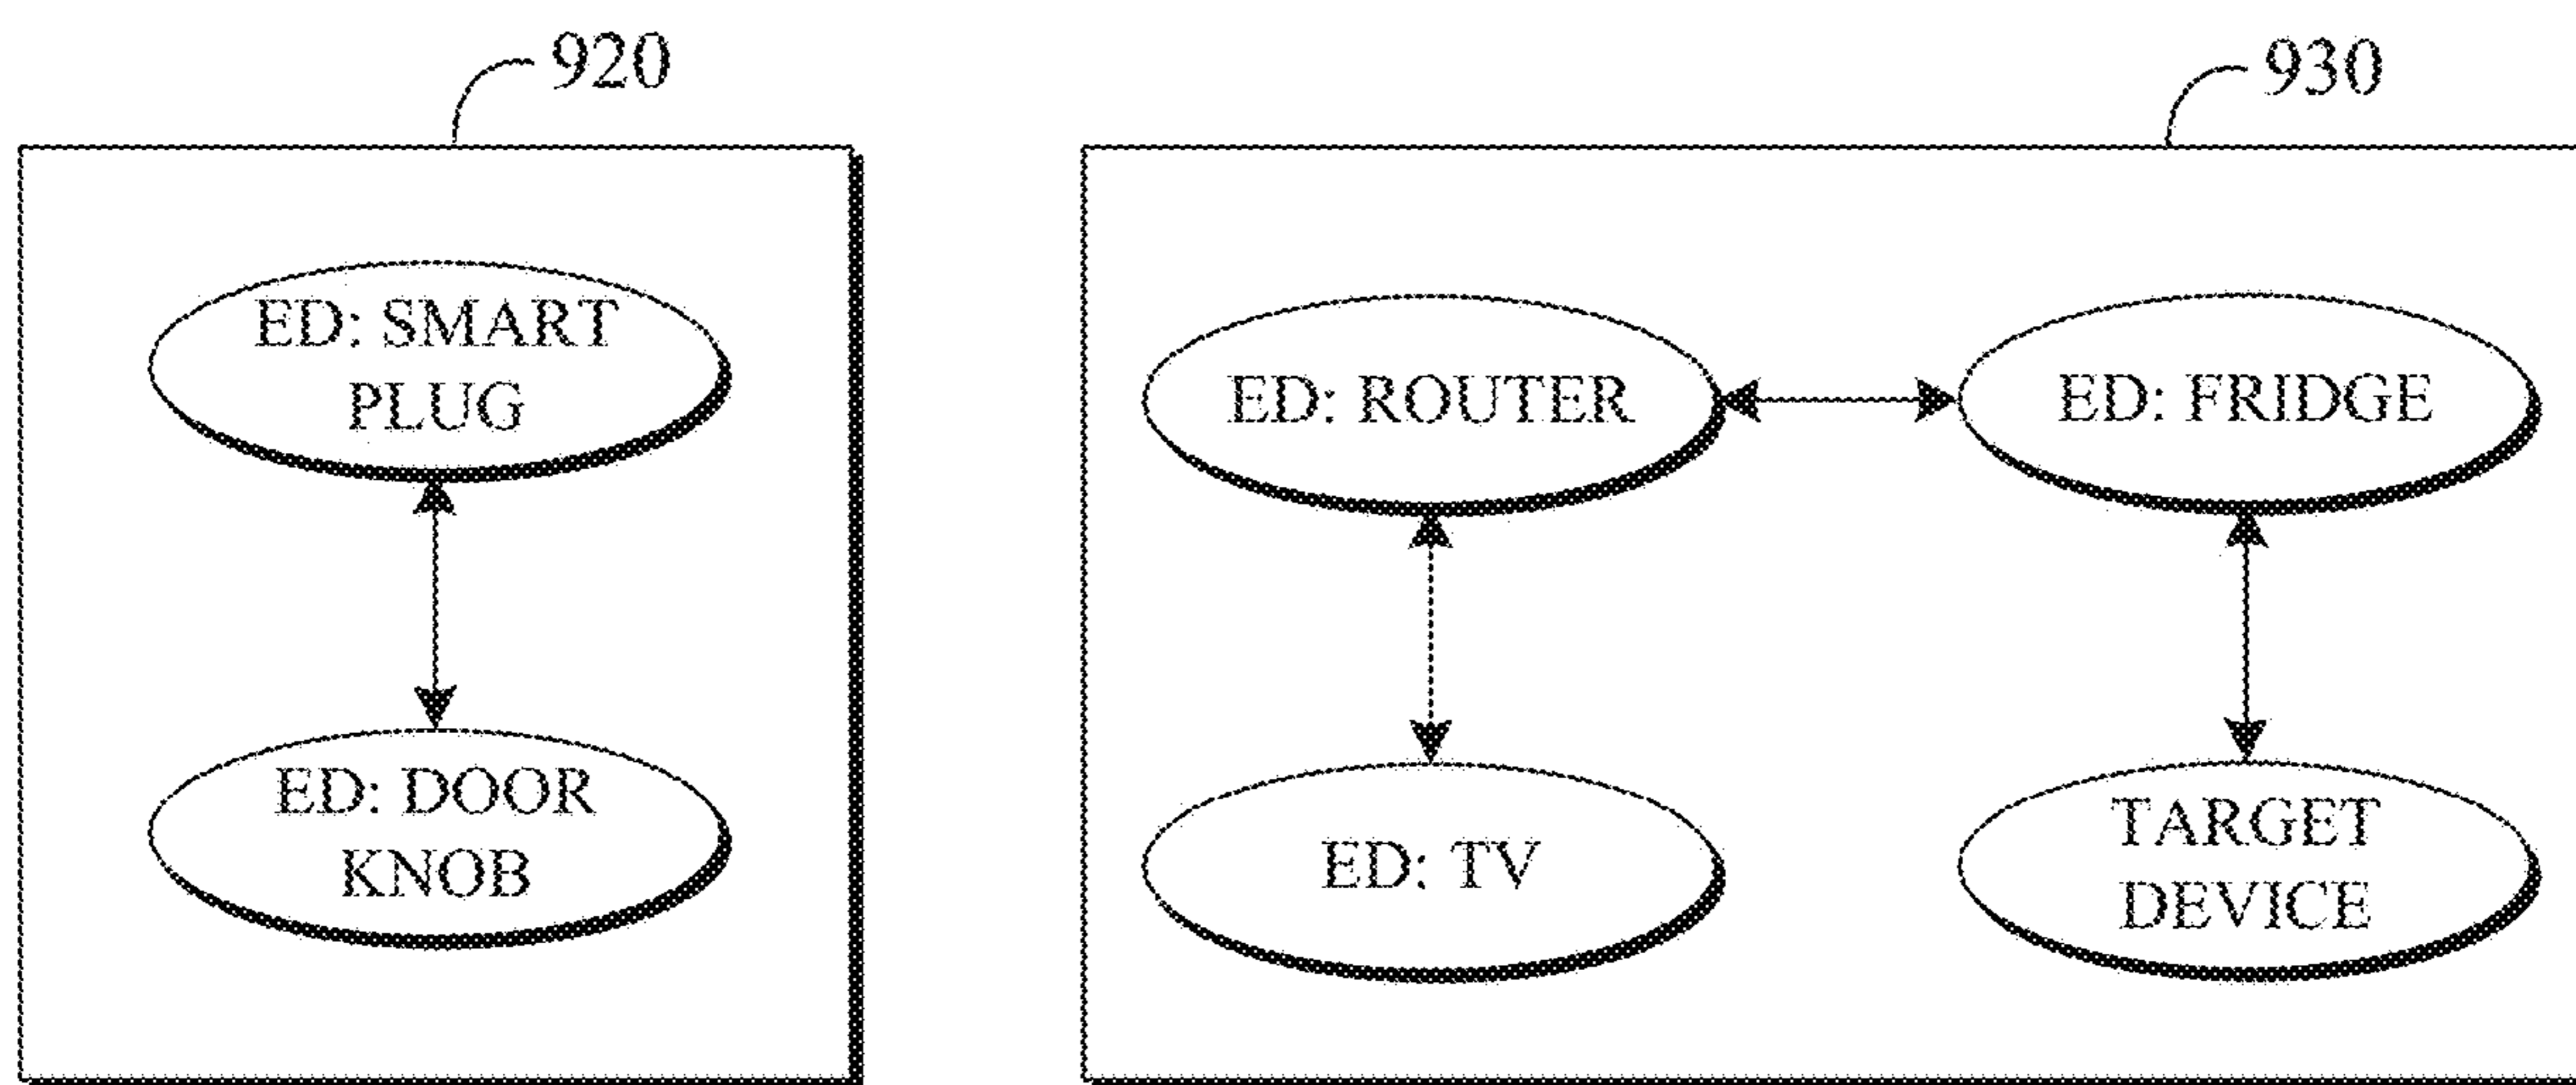 920
930
ED: SMART
PLUG
ED: DOOR
KNOB
ED: ROUTER
ED: FRIDGE
ED: TV
TARGET
DEVICE